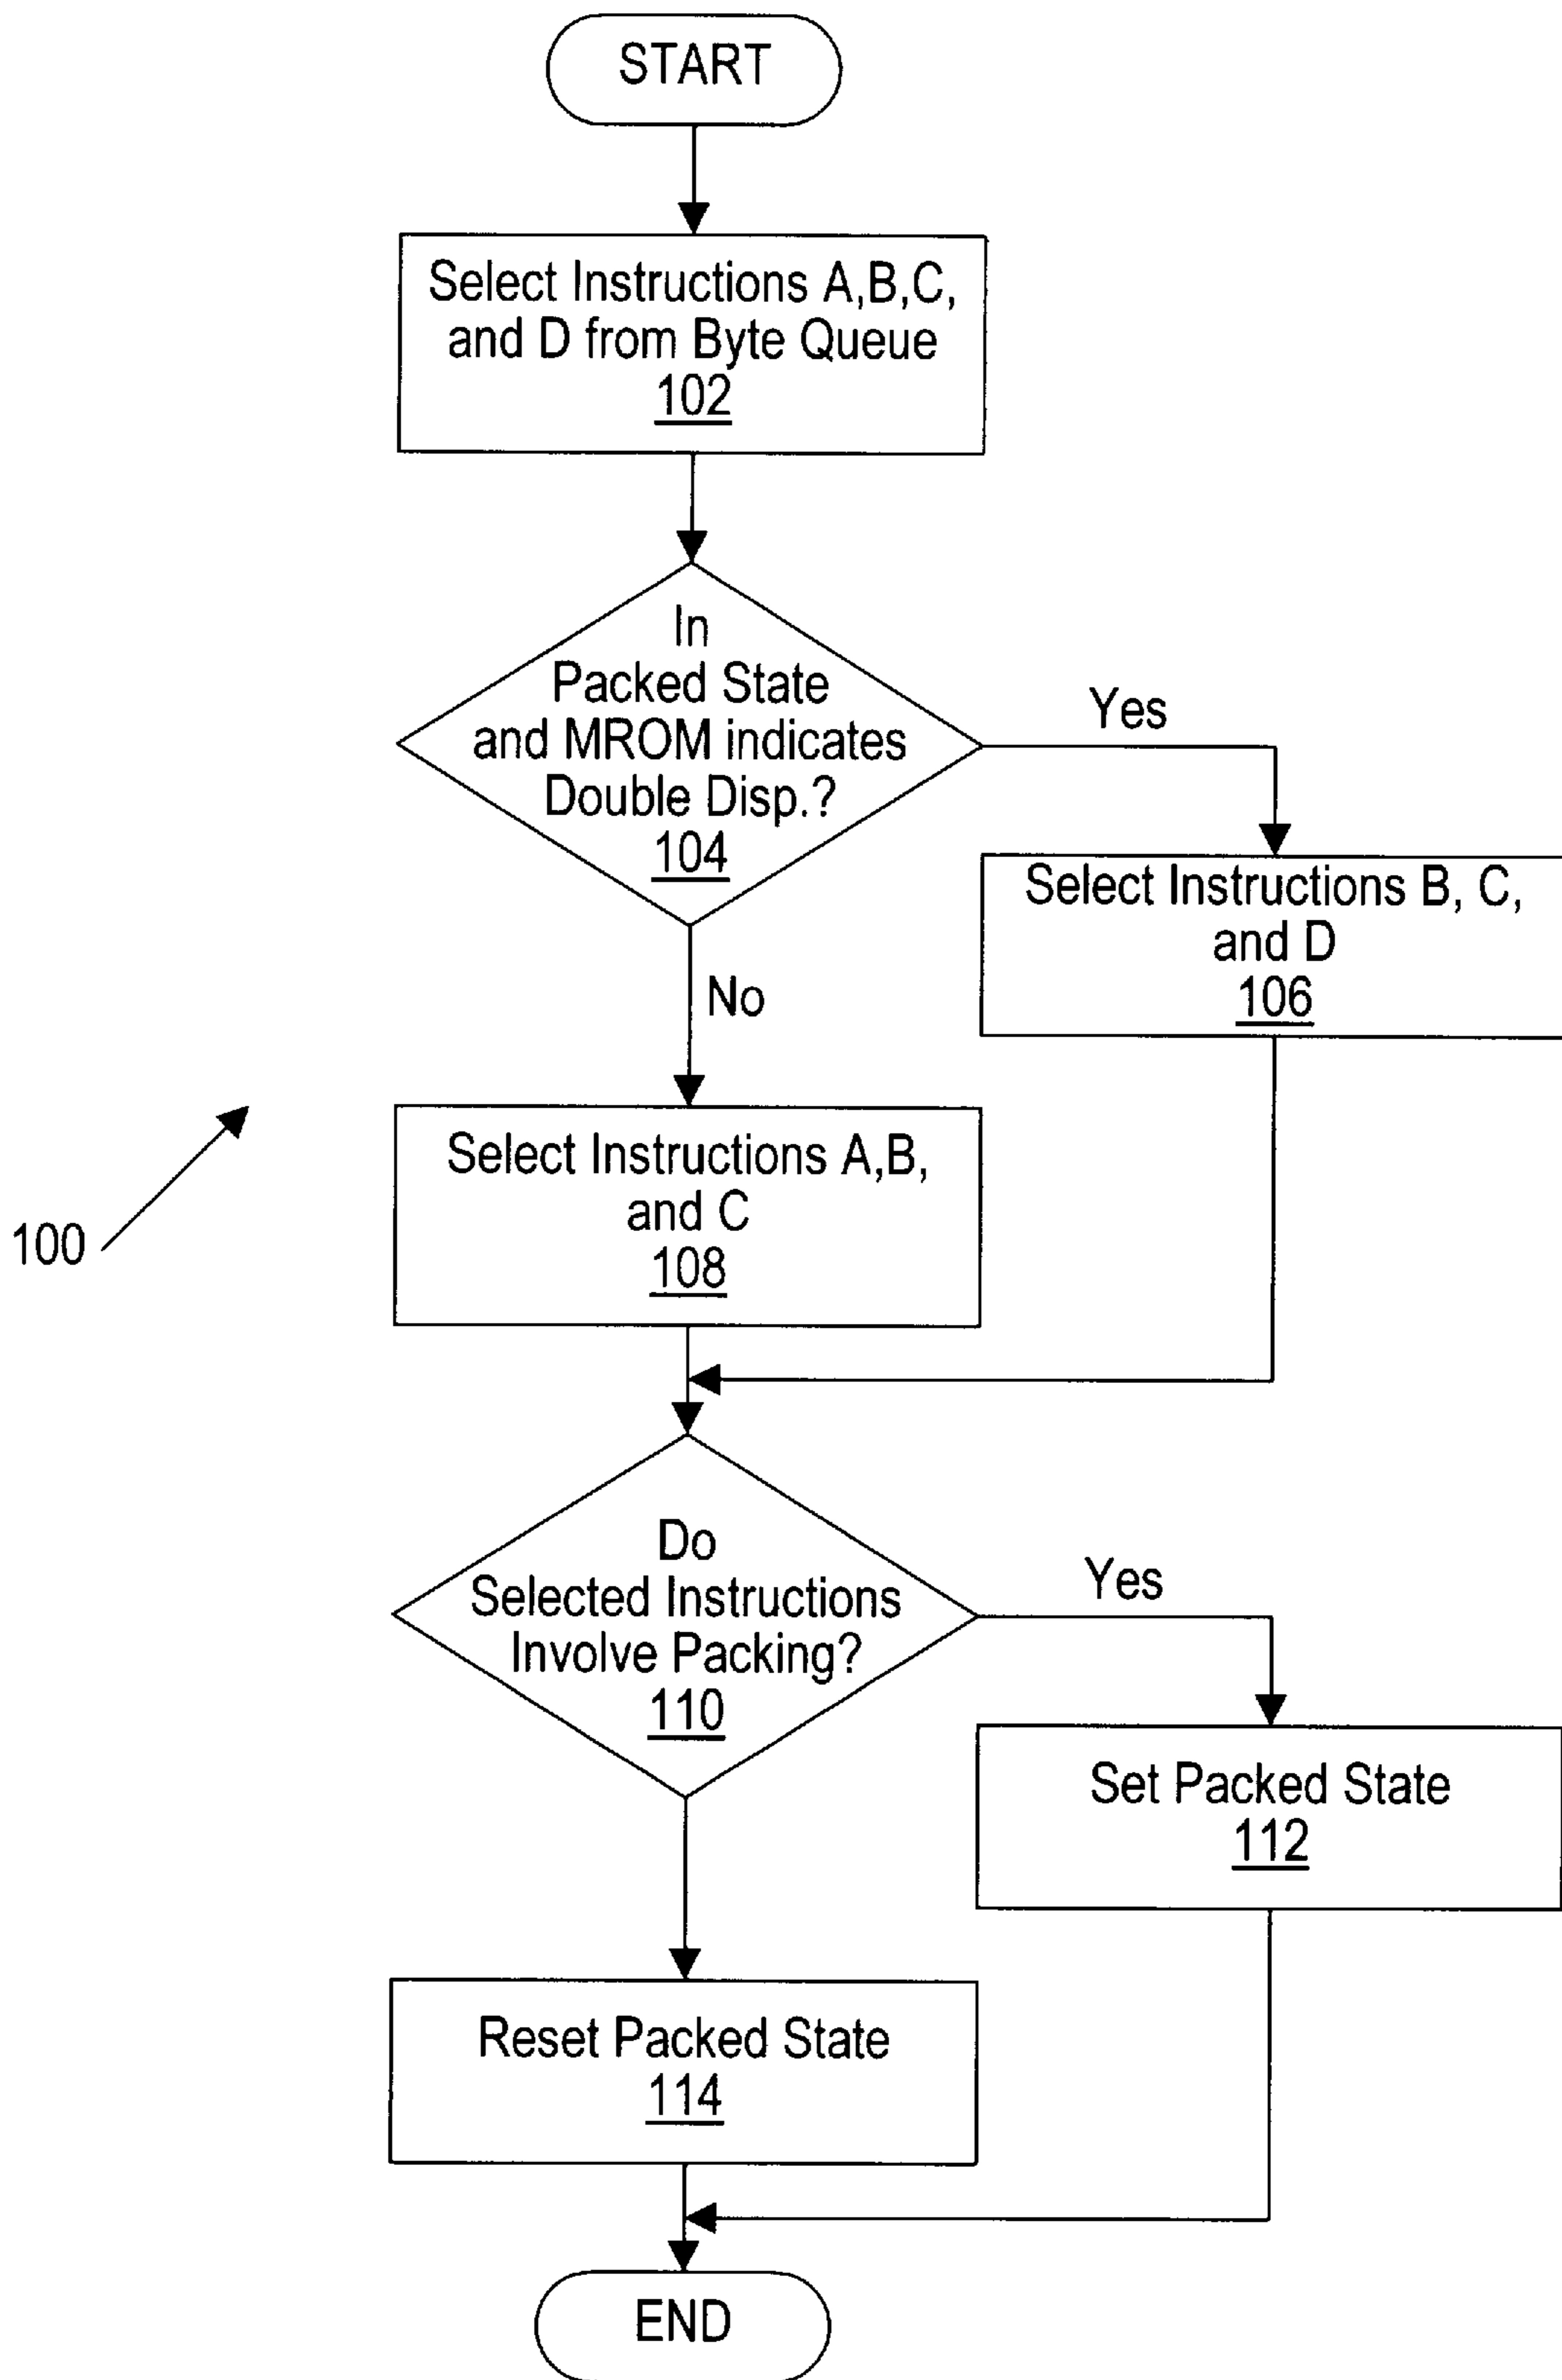 START
Select Instructions A,B,C,
and D from Byte Queue
102
In
Packed State
and MROM indicates
Double Disp.?
104
Yes
Select Instructions B, C,
and D
106
No
Select Instructions A,B,
and C
108
100
Do
Selected Instructions
Involve Packing?
110
Yes
Set Packed State
112
Reset Packed State
114
END